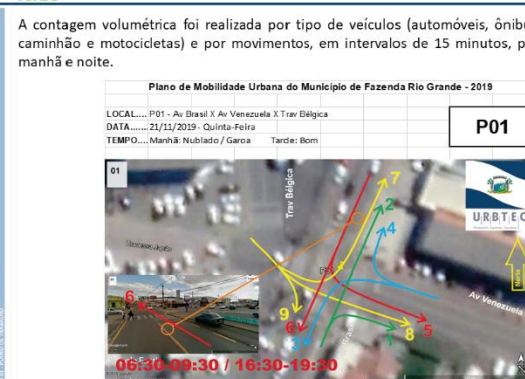 A contagem volumétrica foi realizada por tipo de veículos (automóveis, ônibu
caminhão e motocicletas) e por movimentos, em intervalos de 15 minutos, p
manhã e noite.
Plano de Mobilidade Urbana do Município de Fazenda Rio Grande - 2019
LOCAL.... P01 - Av Brasil X Av Venezuela X Trav Bélgica
DATA...... 21/11/2019 - Quinta-Feira
TEMPO.... Manhã: Nublado / Garoa Tarde: Bom
P01
01
Trav Bélgica
7
2
4
URBTEC
Norte
Av Venezuela
6
9
6
3
1
8
5
06:30-09:30 / 16:30-19:30